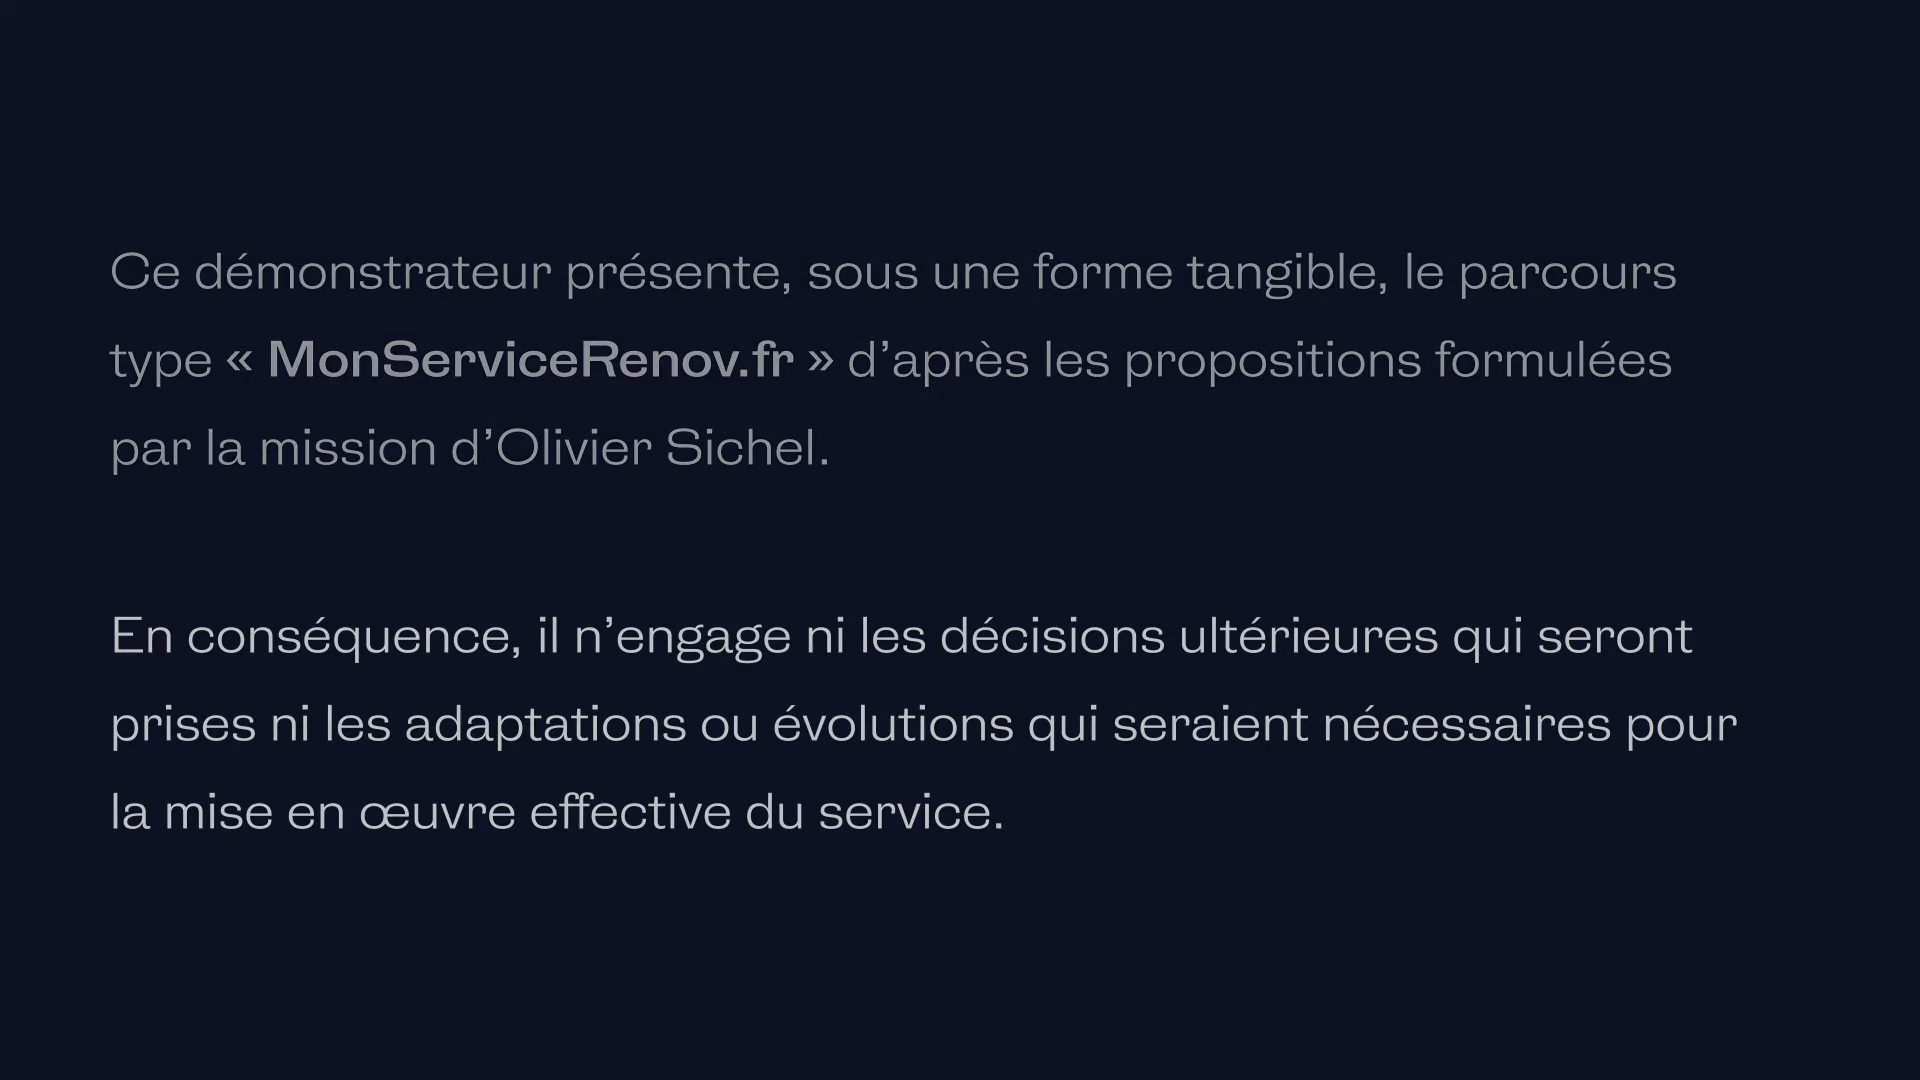 Ce démonstrateur présente, sous une forme tangible, le parcours
type « MonServiceRenov.fr » d’après les propositions formulées
par la mission d’Olivier Sichel.
En conséquence, il n’engage ni les décisions ultérieures qui seront
prises ni les adaptations ou évolutions qui seraient nécessaires pour
la mise en œuvre effective du service.